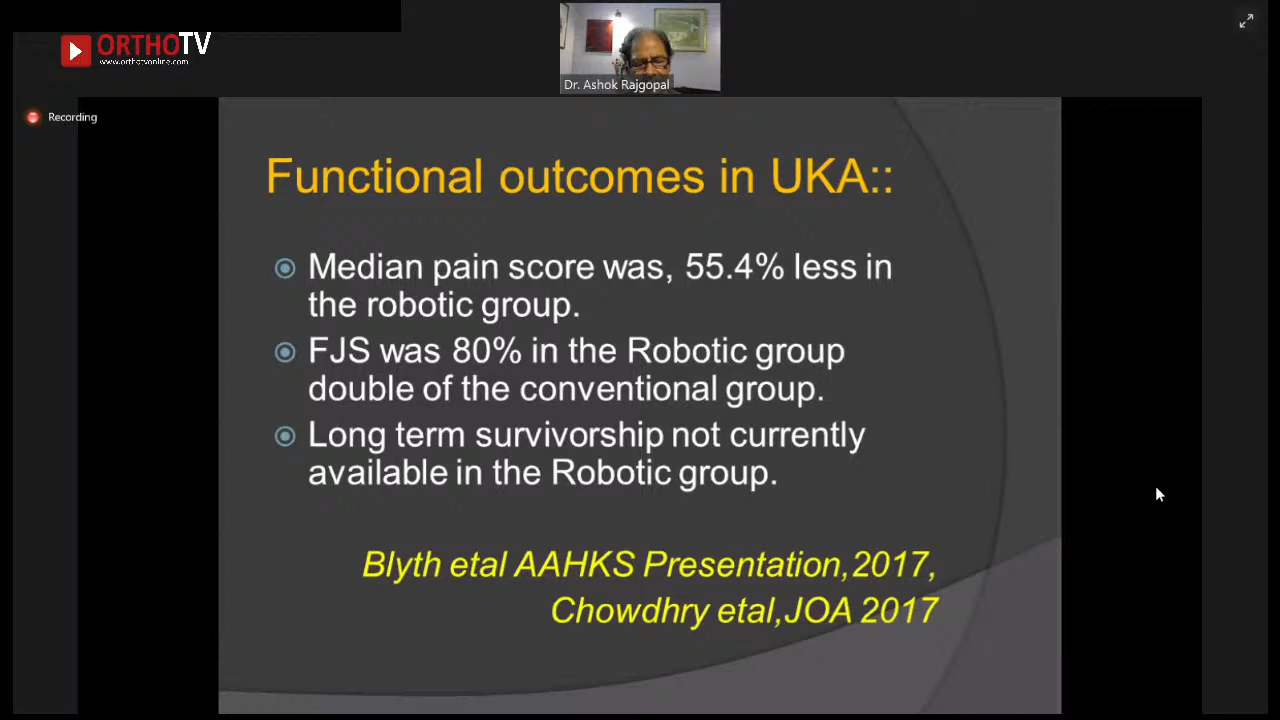 ORTHOTV
www.orthotvonline.com
Dr. Ashok Rajgopal
Recording
Functional outcomes in UKA::
Median pain score was, 55.4% less in
the robotic group.
FJS was 80% in the Robotic group
double of the conventional group.
Long term survivorship not currently
available in the Robotic group.
Blyth etal AAHKS Presentation,2017,
Chowdhry etal,JOA 2017